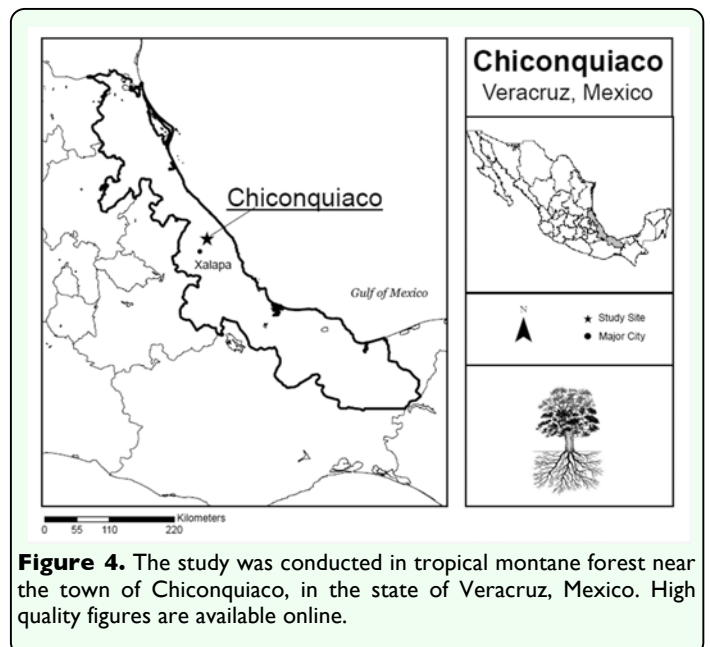 Chiconquiaco
Veracruz, Mexico
Chiconquiaco
Xalapa
Gulf of Mexico
N
Study Site
Major City
Kilometers
0 55 110 220
Figure 4. The study was conducted in tropical montane forest near
the town of Chiconquiaco, in the state of Veracruz, Mexico. High
quality figures are available online.